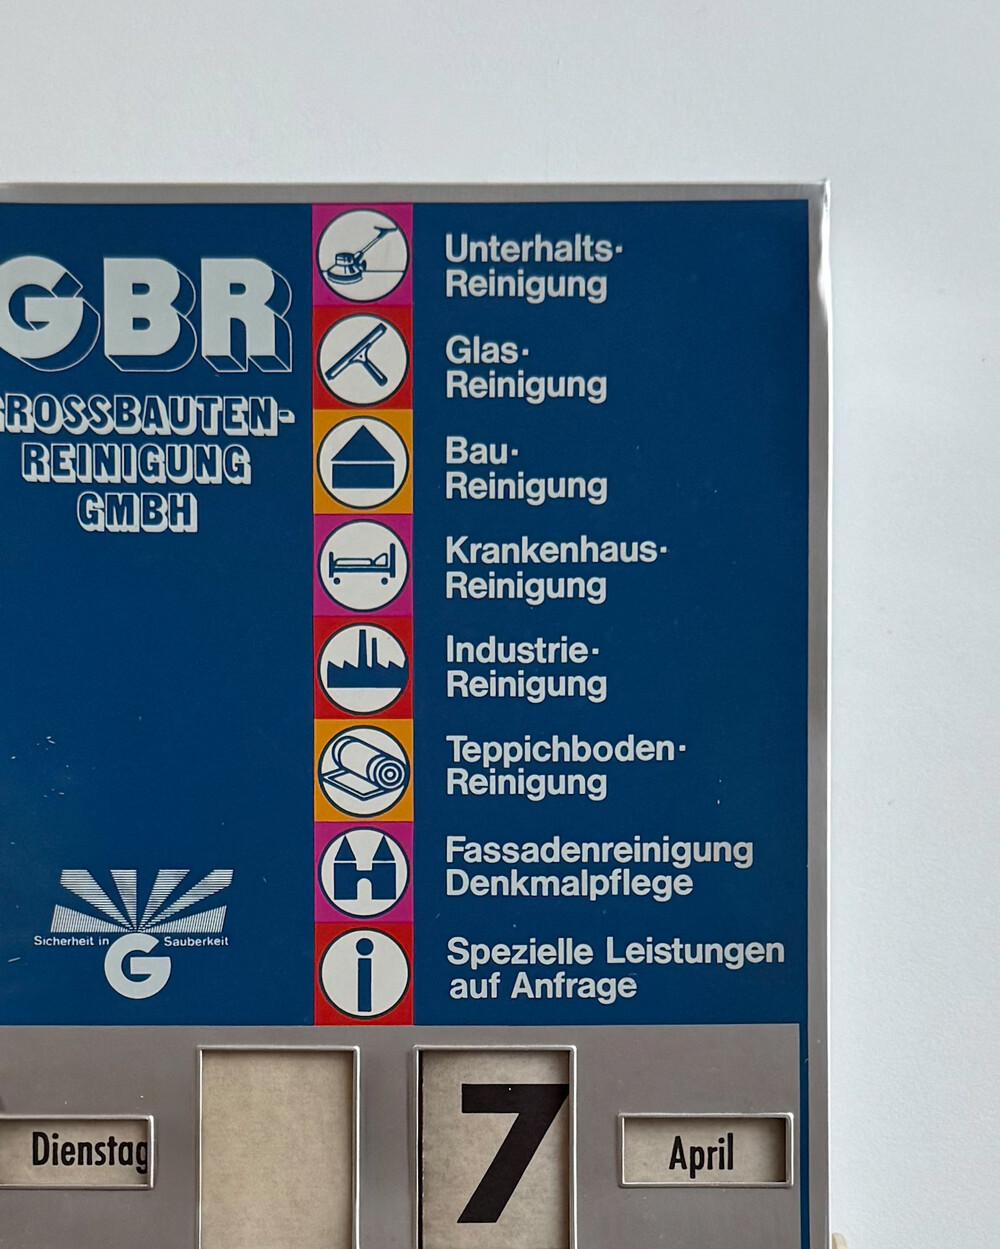 GBR
GROSSBAUTEN-
REINIGUNG
GMBH
Unterhalts-
Reinigung
Glas-
Reinigung
Bau-
Reinigung
Krankenhaus-
Reinigung
Industrie-
Reinigung
Teppichboden-
Reinigung
Fassadenreinigung
Denkmalpflege
Spezielle Leistungen
auf Anfrage
Sicherheit in G Sauberkeit
Dienstag 7 April